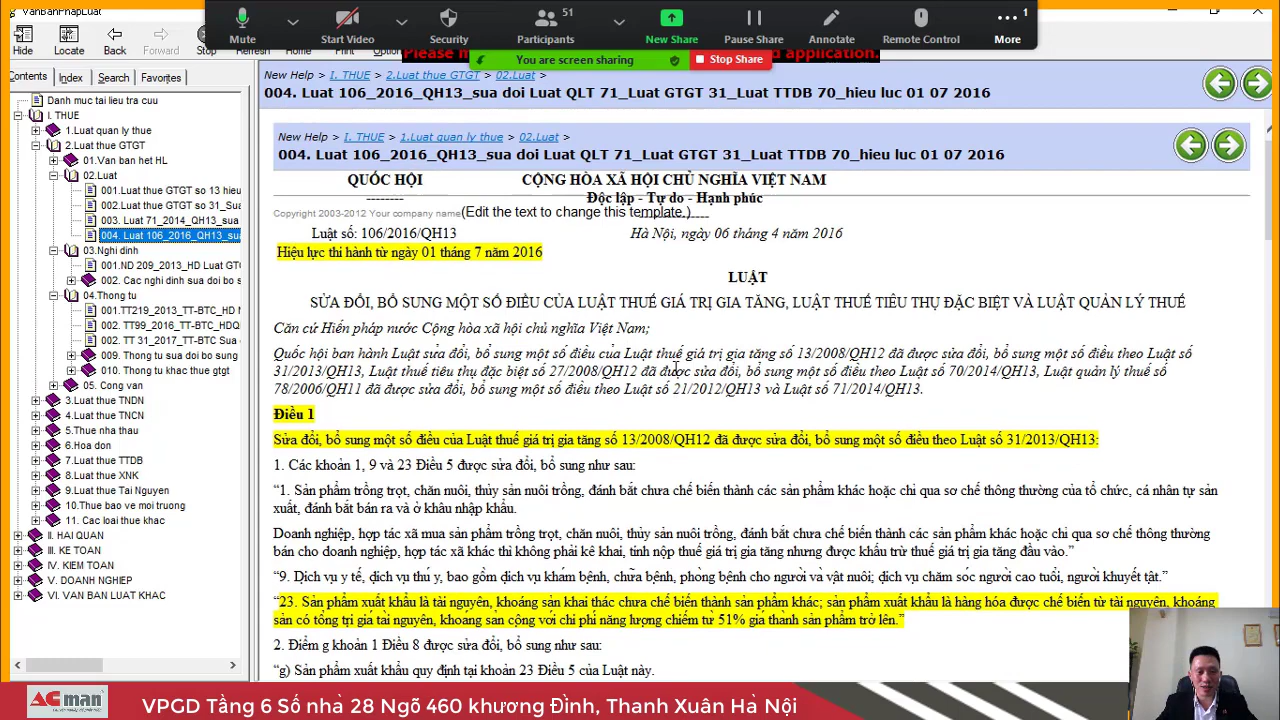 VanBanPhapLuat
Mute
Start Video
Security
51
Participants
New Share
Pause Share
Annotate
Remote Control
More
Hide
Locate
Back
Forward
Stop
Refresh
Home
Print
You are screen sharing
Stop Share
d application.
Contents
Index
Search
Favorites
Danh muc tai lieu tra cuu
I. THUE
1.Luat quan ly thue
2.Luat thue GTGT
01.Van ban het HL
02.Luat
001.Luat thue GTGT so 13 hieu
002.Luat thue GTGT so 31_Sua
003. Luat 71_2014_QH13_sua
004. Luat 106_2016_QH13_sua
03.Nghi dinh
001.ND 209_2013_HD Luat GT
002. Cac nghi dinh sua doi bo s
04.Thong tu
001.TT219_2013_TT-BTC_HD N
002. TT99_2016_TT-BTC_HDQ
002. TT 31_2017_TT-BTC_HD
009. Thong tu sua doi bo sung
010. Thong tu khac thue gtgt
05. Cong van
3.Luat thue TNDN
4.Luat thue TNCN
5.Thue nha thau
6.Hoa don
7.Luat thue TTDB
8.Luat thue XNK
9.Luat thue Tai Nguyen
10.Thue bao ve moi truong
11. Cac loai thue khac
II. HAI QUAN
III. KE TOAN
IV. KIEM TOAN
V. DOANH NGHIEP
VI. VAN BAN LUAT KHAC
New Help > I. THUE > 2.Luat thue GTGT > 02.Luat >
004. Luat 106_2016_QH13_sua doi Luat QLT 71_Luat GTGT 31_Luat TTDB 70_hieu luc 01 07 2016
New Help > I. THUE > 1.Luat quan ly thue > 02.Luat >
004. Luat 106_2016_QH13_sua doi Luat QLT 71_Luat GTGT 31_Luat TTDB 70_hieu luc 01 07 2016
QUỐC HỘI CỘNG HÒA XÃ HỘI CHỦ NGHĨA VIỆT NAM
-------- Độc lập - Tự do - Hạnh phúc
Copyright 2003-2012 Your company name(Edit the text to change this template.)
Luật số: 106/2016/QH13 Hà Nội, ngày 06 tháng 4 năm 2016
Hiệu lực thi hành từ ngày 01 tháng 7 năm 2016
LUẬT
SỬA ĐỔI, BỔ SUNG MỘT SỐ ĐIỀU CỦA LUẬT THUẾ GIÁ TRỊ GIA TĂNG, LUẬT THUẾ TIÊU THỤ ĐẶC BIỆT VÀ LUẬT QUẢN LÝ THUẾ
Căn cứ Hiến pháp nước Cộng hòa xã hội chủ nghĩa Việt Nam;
Quốc hội ban hành Luật sửa đổi, bổ sung một số điều của Luật thuế giá trị gia tăng số 13/2008/QH12 đã được sửa đổi, bổ sung một số điều theo Luật số
31/2013/QH13, Luật thuế tiêu thụ đặc biệt số 27/2008/QH12 đã được sửa đổi, bổ sung một số điều theo Luật số 70/2014/QH13, Luật quản lý thuế số
78/2006/QH11 đã được sửa đổi, bổ sung một số điều theo Luật số 21/2012/QH13 và Luật số 71/2014/QH13.
Điều 1
Sửa đổi, bổ sung một số điều của Luật thuế giá trị gia tăng số 13/2008/QH12 đã được sửa đổi, bổ sung một số điều theo Luật số 31/2013/QH13:
1. Các khoản 1, 9 và 23 Điều 5 được sửa đổi, bổ sung như sau:
“1. Sản phẩm trồng trọt, chăn nuôi, thủy sản nuôi trồng, đánh bắt chưa chế biến thành các sản phẩm khác hoặc chỉ qua sơ chế thông thường của tổ chức, cá nhân tự sản
xuất, đánh bắt bán ra và ở khâu nhập khẩu.
Doanh nghiệp, hợp tác xã mua sản phẩm trồng trọt, chăn nuôi, thủy sản nuôi trồng, đánh bắt chưa chế biến thành các sản phẩm khác hoặc chỉ qua sơ chế thông thường
bán cho doanh nghiệp, hợp tác xã khác thì không phải kê khai, tính nộp thuế giá trị gia tăng nhưng được khấu trừ thuế giá trị gia tăng đầu vào.”
“9. Dịch vụ y tế, dịch vụ thú y, bao gồm dịch vụ khám bệnh, chữa bệnh, phòng bệnh cho người và vật nuôi; dịch vụ chăm sóc người cao tuổi, người khuyết tật.”
“23. Sản phẩm xuất khẩu là tài nguyên, khoáng sản khai thác chưa chế biến thành sản phẩm khác; sản phẩm xuất khẩu là hàng hóa được chế biến từ tài nguyên, khoáng
sản có tổng trị giá tài nguyên, khoáng sản cộng với chi phí năng lượng chiếm từ 51% giá thành sản phẩm trở lên.”
2. Điểm g khoản 1 Điều 8 được sửa đổi, bổ sung như sau:
“g) Sản phẩm xuất khẩu quy định tại khoản 23 Điều 5 của Luật này.
ACman
VPGD Tầng 6 Số nhà 28 Ngõ 460 khương Đình, Thanh Xuân Hà Nội